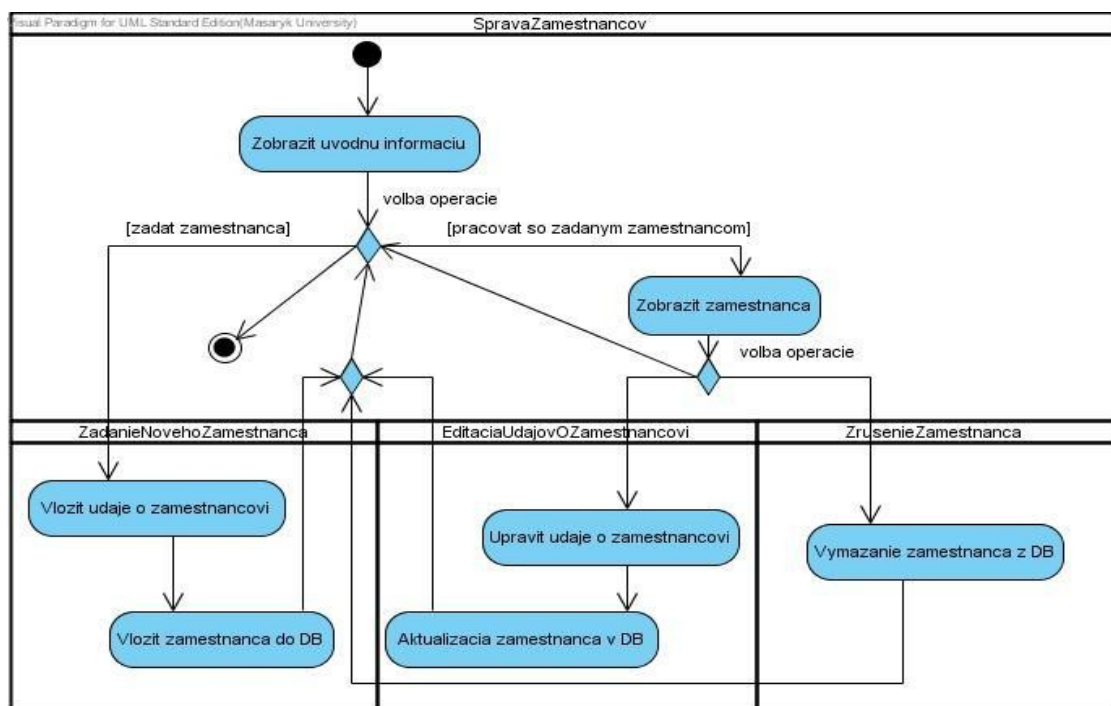 Visual Paradigm for UML Standard Edition(Masaryk University)
SpravaZamestnancov
Zobrazit uvodnu informaciu
volba operacie
[zadat zamestnanca]
[pracovat so zadanym zamestnancom]
Zobrazit zamestnanca
volba operacie
ZadanieNovehoZamestnanca
EditaciaUdajovOZamestnancovi
ZrusenieZamestnanca
Vlozit udaje o zamestnancovi
Upravit udaje o zamestnancovi
Vymazanie zamestnanca z DB
Vlozit zamestnanca do DB
Aktualizacia zamestnanca v DB